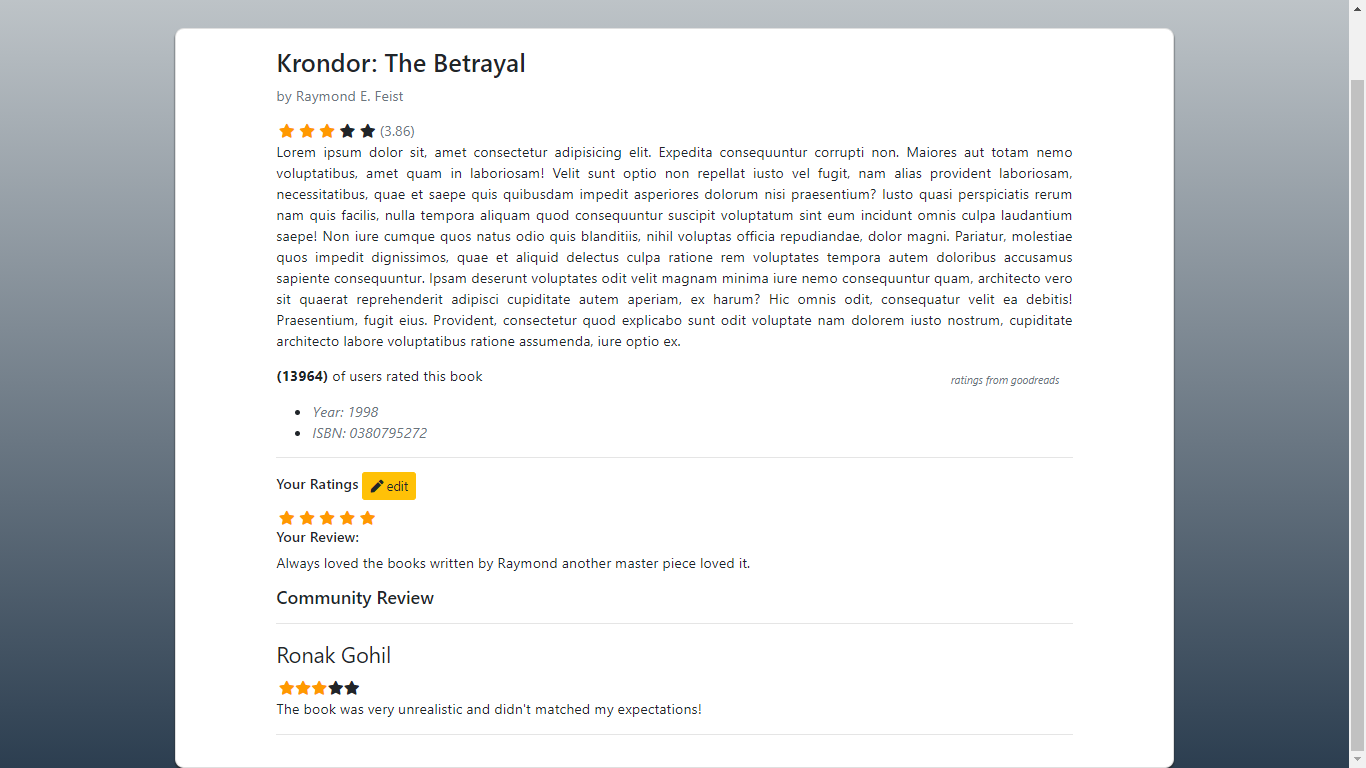 Krondor: The Betrayal
by Raymond E. Feist
(3.86)
Lorem ipsum dolor sit, amet consectetur adipisicing elit. Expedita consequuntur corrupti non. Maiores aut totam nemo
voluptatibus, amet quam in laboriosam! Velit sunt optio non repellat iusto vel fugit, nam alias provident laboriosam,
necessitatibus, quae et saepe quis quibusdam impedit asperiores dolorum nisi praesentium? Iusto quasi perspiciatis rerum
nam quis facilis, nulla tempora aliquam quod consequuntur suscipit voluptatum sint eum incidunt omnis culpa laudantium
saepe! Non iure cumque quos natus odio quis blanditiis, nihil voluptas officia repudiandae, dolor magni. Pariatur, molestiae
quos impedit dignissimos, quae et aliquid delectus culpa ratione rem voluptates tempora autem doloribus accusamus
sapiente consequuntur. Ipsam deserunt voluptates odit velit magnam minima iure nemo consequuntur quam, architecto vero
sit quaerat reprehenderit adipisci cupiditate autem aperiam, ex harum? Hic omnis odit, consequatur velit ea debitis!
Praesentium, fugit eius. Provident, consectetur quod explicabo sunt odit voluptate nam dolorem iusto nostrum, cupiditate
architecto labore voluptatibus ratione assumenda, iure optio ex.
(13964) of users rated this book
ratings from goodreads
Year: 1998
ISBN: 0380795272
Your Ratings edit
Your Review:
Always loved the books written by Raymond another master piece loved it.
Community Review
Ronak Gohil
The book was very unrealistic and didn't matched my expectations!